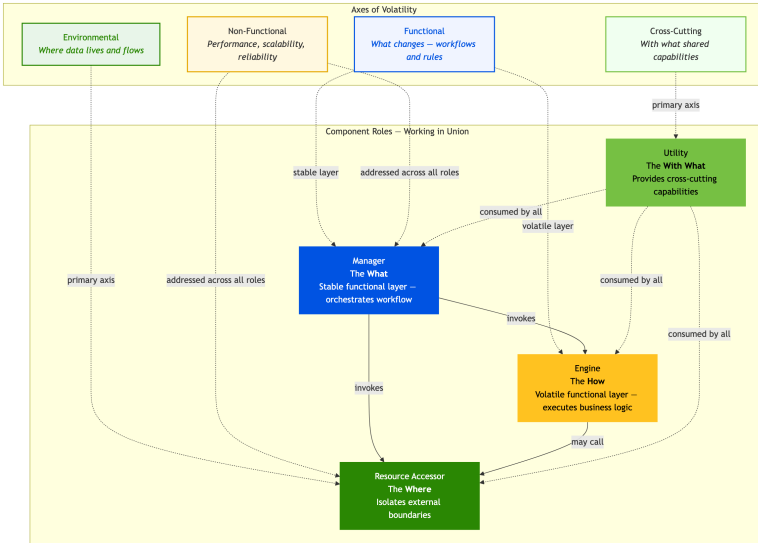 Axes of Volatility
Environmental
Where data lives and flows
Non-Functional
Performance, scalability,
reliability
Functional
What changes — workflows
and rules
Cross-Cutting
With what shared
capabilities
primary axis
Component Roles — Working in Union
Utility
The With What
Provides cross-cutting
capabilities
stable layer
addressed across all roles
consumed by all
volatile layer
Manager
The What
Stable functional layer —
orchestrates workflow
primary axis
addressed across all roles
consumed by all
invokes
consumed by all
Engine
The How
Volatile functional layer —
executes business logic
invokes
may call
Resource Accessor
The Where
Isolates external
boundaries